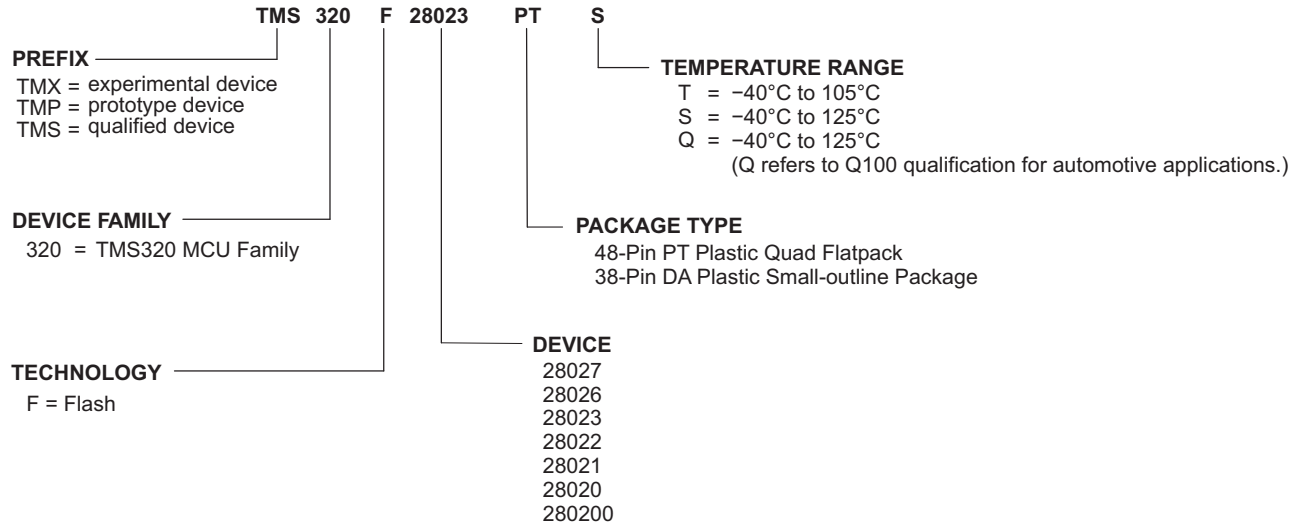 TMS 320 F 28023 PT S
PREFIX
TMX = experimental device
TMP = prototype device
TMS = qualified device
TEMPERATURE RANGE
T = −40°C to 105°C
S = −40°C to 125°C
Q = −40°C to 125°C
(Q refers to Q100 qualification for automotive applications.)
DEVICE FAMILY
320 = TMS320 MCU Family
PACKAGE TYPE
48-Pin PT Plastic Quad Flatpack
38-Pin DA Plastic Small-outline Package
TECHNOLOGY
F = Flash
DEVICE
28027
28026
28023
28022
28021
28020
280200